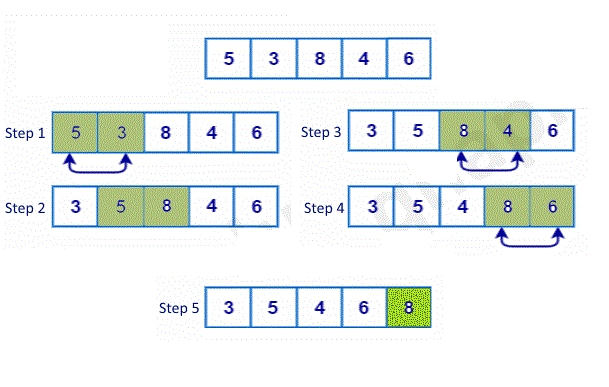 5 3 8 4 6
Step 1 5 3 8 4 6
Step 2 3 5 8 4 6
Step 3 3 5 8 4 6
Step 4 3 5 4 8 6
Step 5 3 5 4 6 8